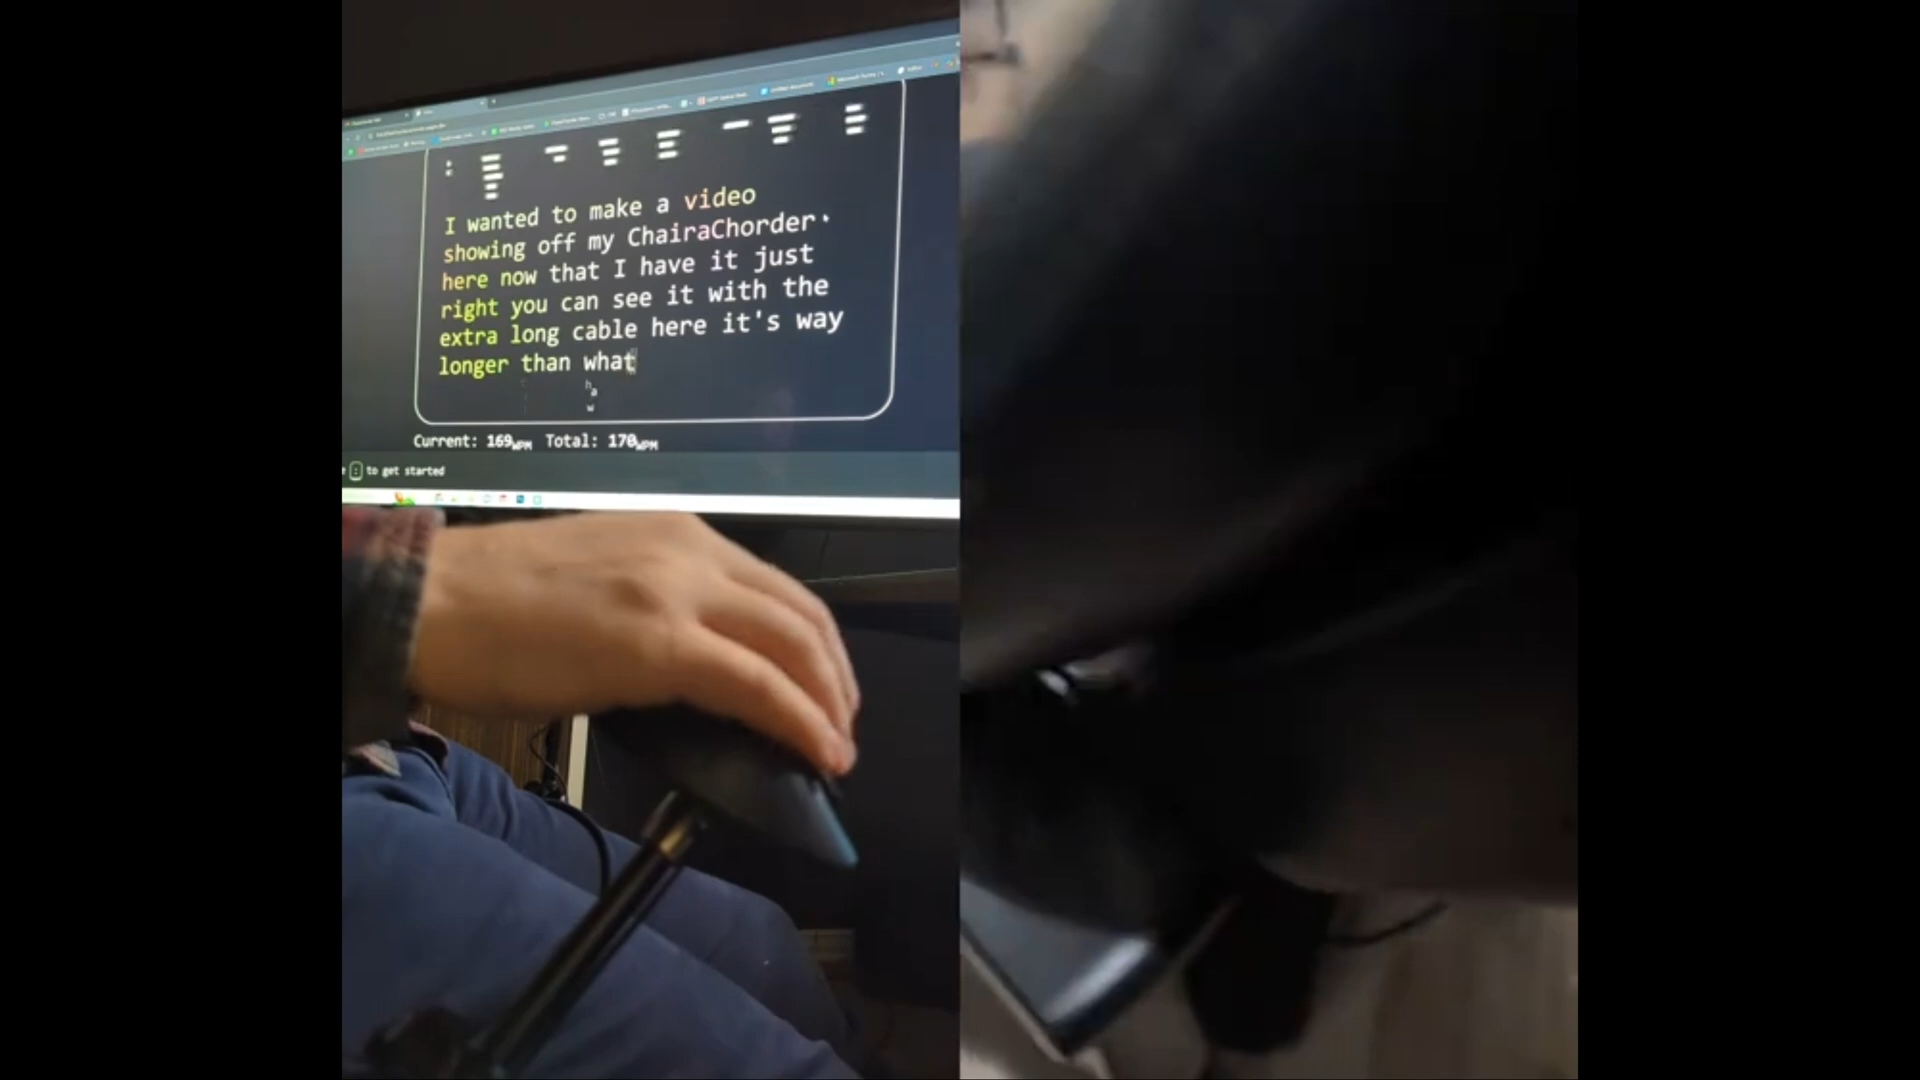 I wanted to make a video
showing off my ChairaChorder
here now that I have it just
right you can see it with the
extra long cable here it's way
longer than what
h
a
w
Current: 169WPM Total: 170WPM
to get started